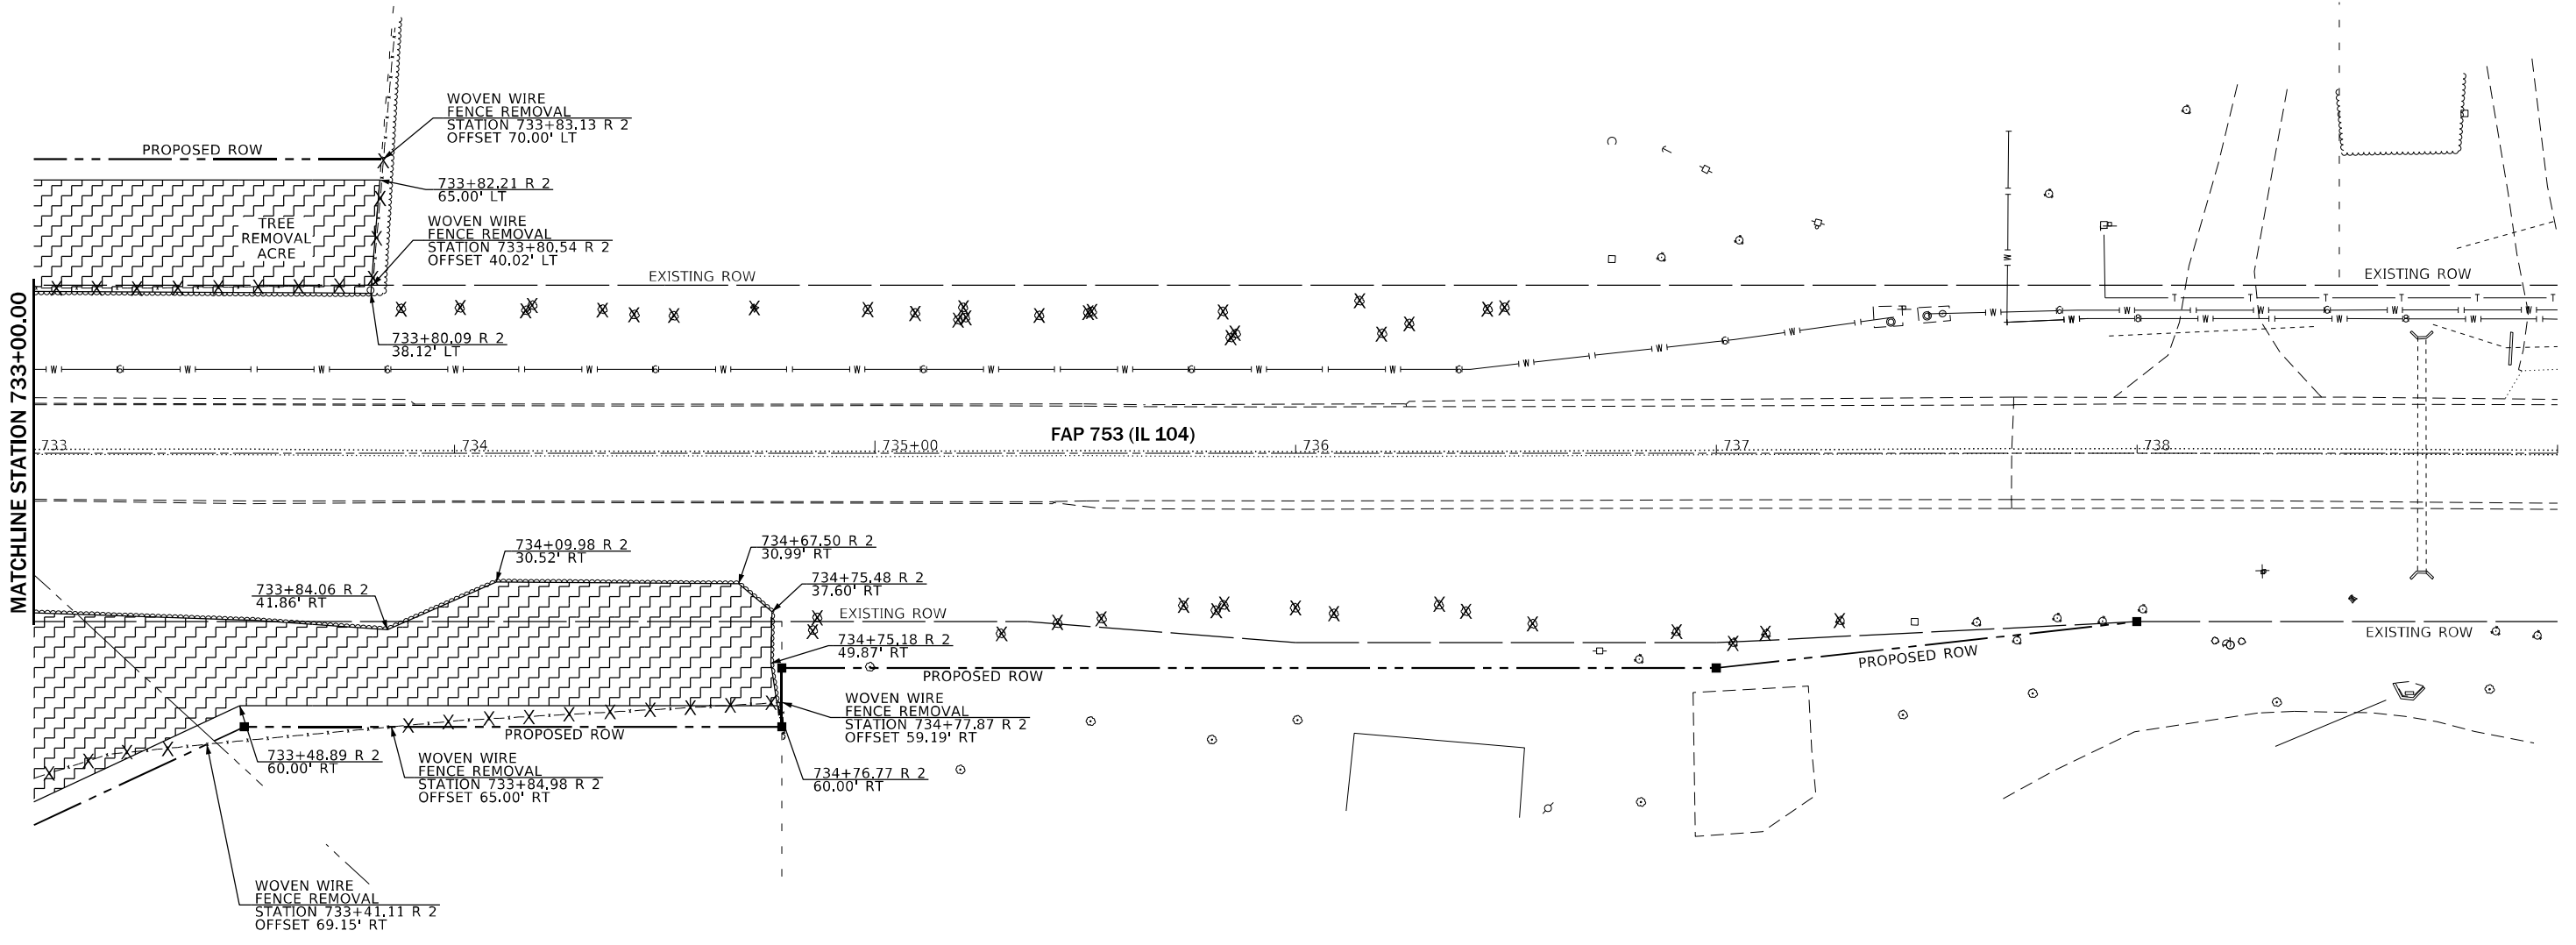 WOVEN WIRE
FENCE REMOVAL
STATION 733+83.13 R 2
OFFSET 70.00' LT
PROPOSED ROW
733+82.21 R 2
65.00' LT
TREE
REMOVAL
ACRE
WOVEN WIRE
FENCE REMOVAL
STATION 733+80.54 R 2
OFFSET 40.02' LT
EXISTING ROW
EXISTING ROW
733+80.09 R 2
38.12' LT
MATCHLINE STATION 733+00.00
FAP 753 (IL 104)
733
734
735+00
736
737
738
734+09.98 R 2
30.52' RT
734+67.50 R 2
30.99' RT
733+84.06 R 2
41.86' RT
734+75.48 R 2
37.60' RT
EXISTING ROW
734+75.18 R 2
49.87' RT
EXISTING ROW
PROPOSED ROW
PROPOSED ROW
WOVEN WIRE
FENCE REMOVAL
STATION 734+77.87 R 2
OFFSET 59.19' RT
PROPOSED ROW
733+48.89 R 2
60.00' RT
WOVEN WIRE
FENCE REMOVAL
STATION 733+84.98 R 2
OFFSET 65.00' RT
734+76.77 R 2
60.00' RT
WOVEN WIRE
FENCE REMOVAL
STATION 733+41.11 R 2
OFFSET 69.15' RT